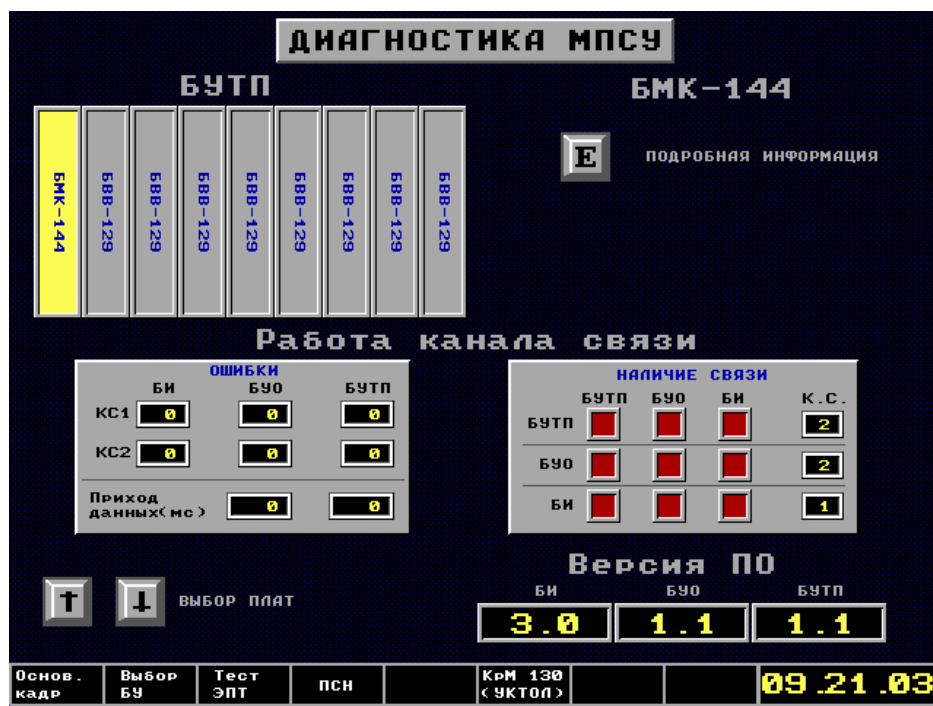 ДИАГНОСТИКА МПСУ
БУТП
БМК-144
БМК-144
БВВ-129
БВВ-129
БВВ-129
БВВ-129
БВВ-129
БВВ-129
БВВ-129
БВВ-129
E ПОДРОБНАЯ ИНФОРМАЦИЯ
Работа канала связи
ОШИБКИ
БИ БУО БУТП
КС1 0 0 0
КС2 0 0 0
Приход
данных(мс) 0 0
НАЛИЧИЕ СВЯЗИ
БУТП БУО БИ К.С.
БУТП 2
БУО 2
БИ 1
↑ ↓ ВЫБОР ПЛАТ
Версия ПО
БИ БУО БУТП
3.0 1.1 1.1
Основ.
кадр
Выбор
БУ
Тест
ЭПТ
ПСН
КрМ 130
(УКТОЛ)
09.21.03